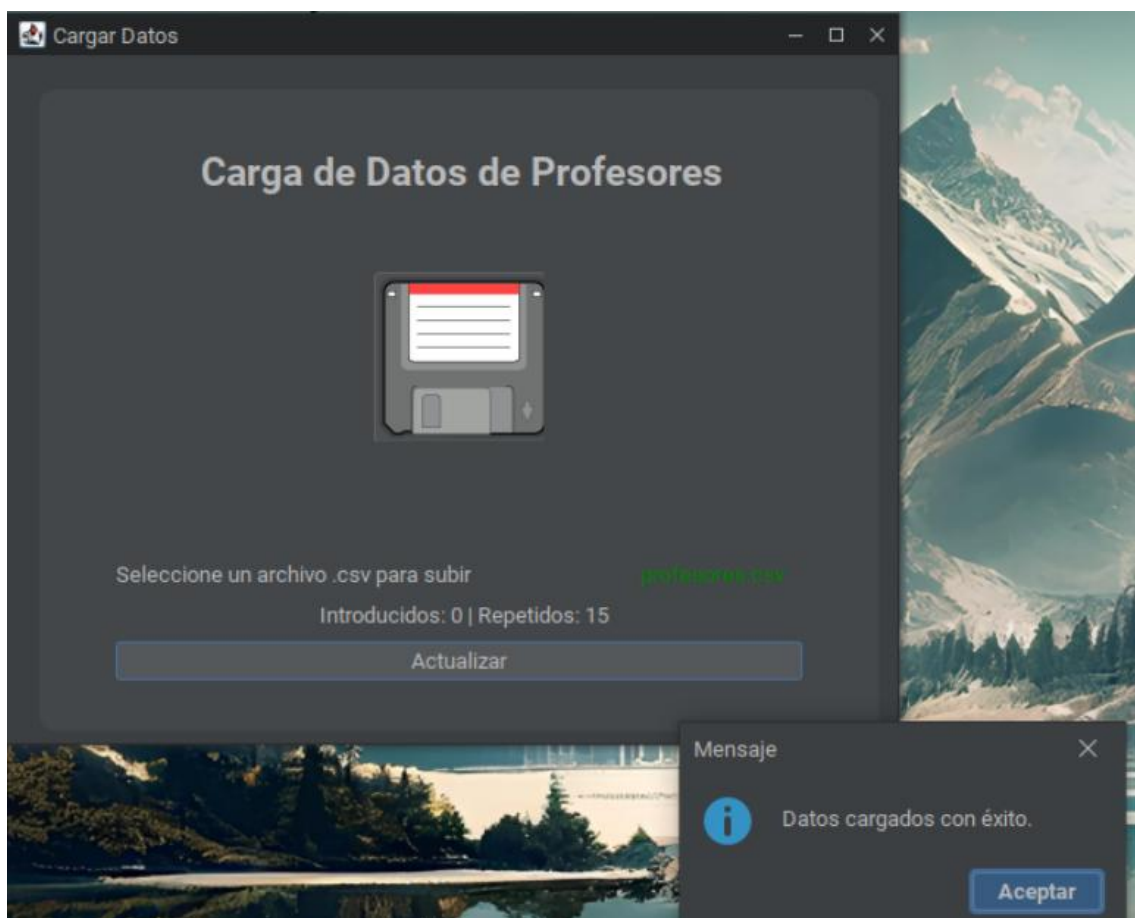 Cargar Datos
Carga de Datos de Profesores
Seleccione un archivo .csv para subir profesores.csv
Introducidos: 0 | Repetidos: 15
Actualizar
Mensaje
Datos cargados con éxito.
Aceptar